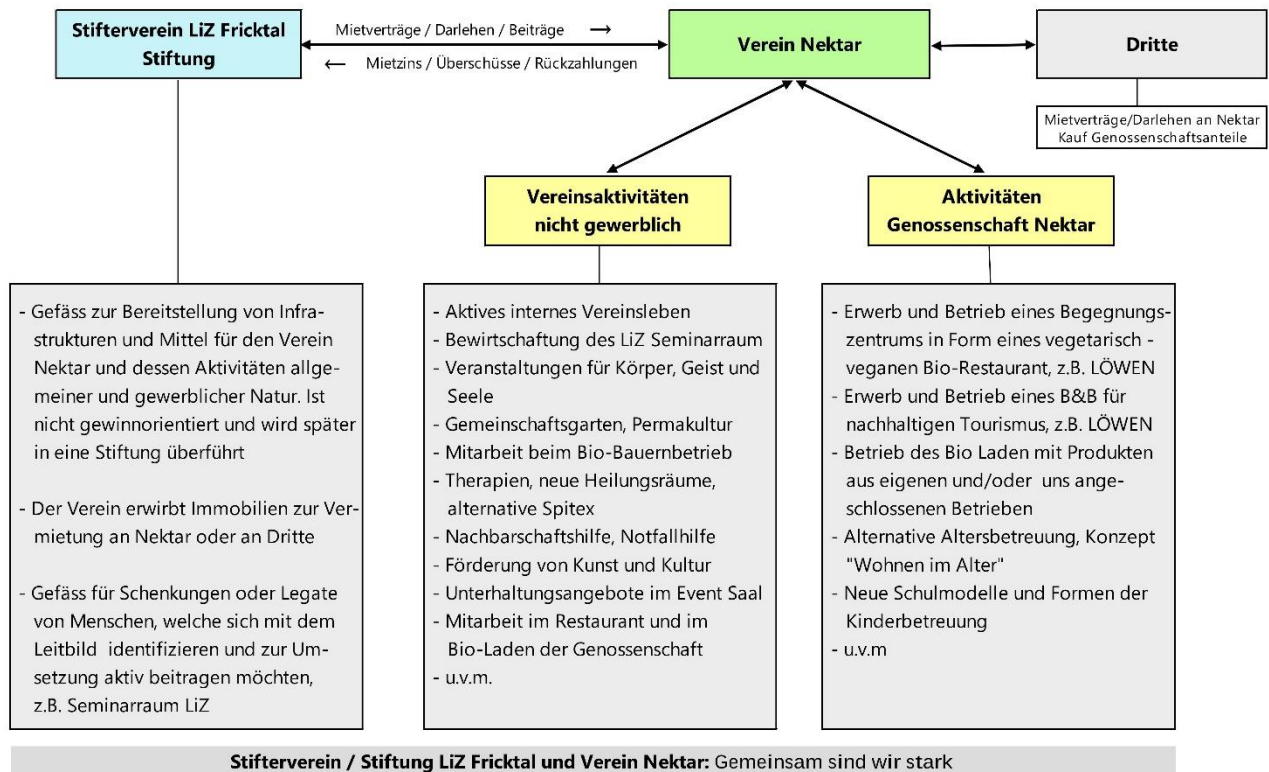 Stifterverein LiZ Fricktal
Stiftung
Mietverträge / Darlehen / Beiträge →
← Mietzins / Überschüsse / Rückzahlungen
Verein Nektar
Dritte
Mietverträge/Darlehen an Nektar
Kauf Genossenschaftsanteile
Vereinsaktivitäten
nicht gewerblich
Aktivitäten
Genossenschaft Nektar
- Gefäss zur Bereitstellung von Infra-
strukturen und Mittel für den Verein
Nektar und dessen Aktivitäten allge-
meiner und gewerblicher Natur. Ist
nicht gewinnorientiert und wird später
in eine Stiftung überführt
- Der Verein erwirbt Immobilien zur Ver-
mietung an Nektar oder an Dritte
- Gefäss für Schenkungen oder Legate
von Menschen, welche sich mit dem
Leitbild identifizieren und zur Um-
setzung aktiv beitragen möchten,
z.B. Seminarraum LiZ
- Aktives internes Vereinsleben
- Bewirtschaftung des LiZ Seminarraum
- Veranstaltungen für Körper, Geist und
Seele
- Gemeinschaftsgarten, Permakultur
- Mitarbeit beim Bio-Bauernbetrieb
- Therapien, neue Heilungsräume,
alternative Spitex
- Nachbarschaftshilfe, Notfallhilfe
- Förderung von Kunst und Kultur
- Unterhaltungsangebote im Event Saal
- Mitarbeit im Restaurant und im
Bio-Laden der Genossenschaft
- u.v.m.
- Erwerb und Betrieb eines Begegnungs-
zentrums in Form eines vegetarisch -
veganen Bio-Restaurant, z.B. LÖWEN
- Erwerb und Betrieb eines B&B für
nachhaltigen Tourismus, z.B. LÖWEN
- Betrieb des Bio Laden mit Produkten
aus eigenen und/oder uns ange-
schlossenen Betrieben
- Alternative Altersbetreuung, Konzept
"Wohnen im Alter"
- Neue Schulmodelle und Formen der
Kinderbetreuung
- u.v.m
Stifterverein / Stiftung LiZ Fricktal und Verein Nektar: Gemeinsam sind wir stark